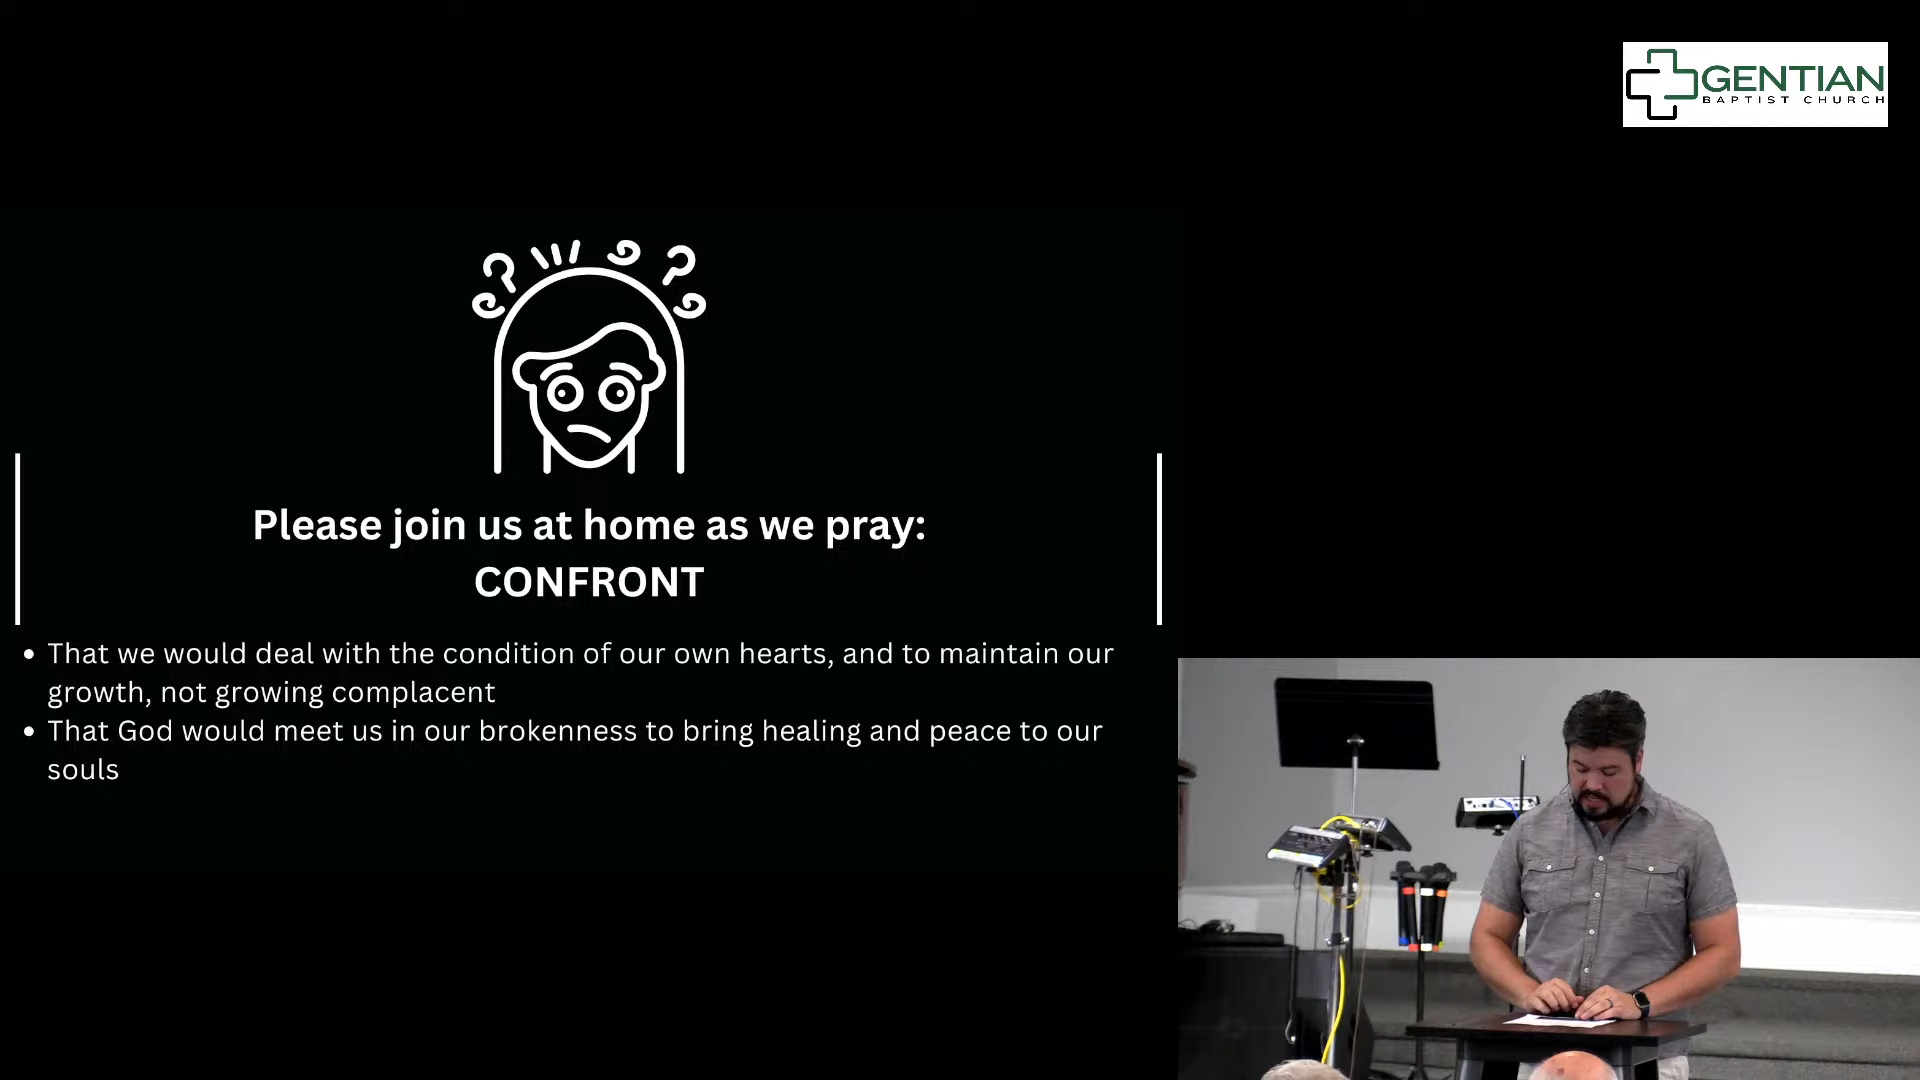 GENTIAN
BAPTIST CHURCH
Please join us at home as we pray:
CONFRONT
• That we would deal with the condition of our own hearts, and to maintain our
growth, not growing complacent
• That God would meet us in our brokenness to bring healing and peace to our
souls